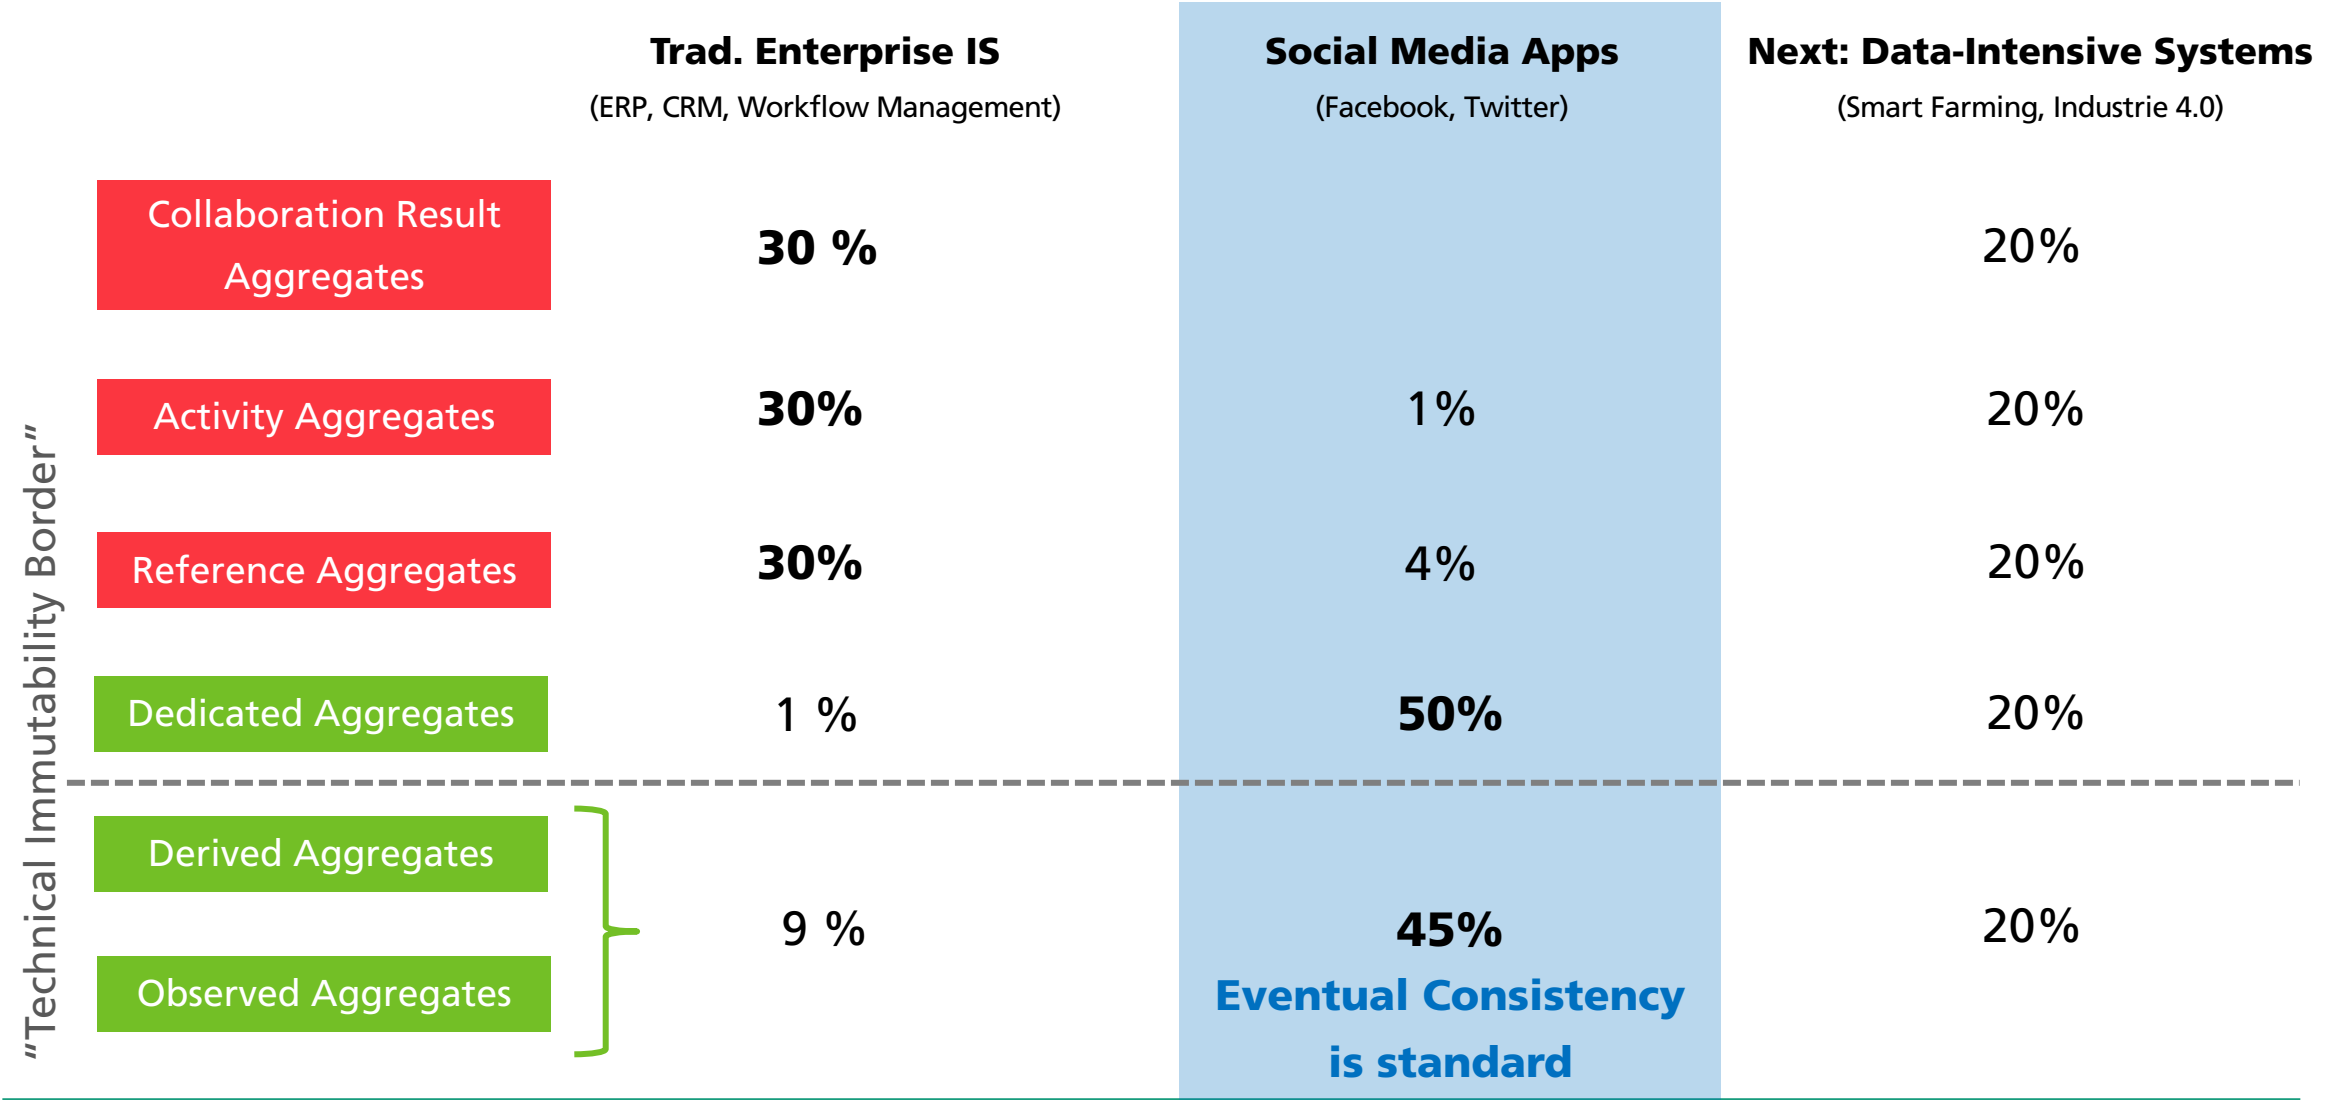 Trad. Enterprise IS
Social Media Apps
Next: Data-Intensive Systems
(ERP, CRM, Workflow Management)
(Facebook, Twitter)
(Smart Farming, Industrie 4.0)
Collaboration Result
Aggregates
30 %
20%
Activity Aggregates
30%
1%
20%
Reference Aggregates
30%
4%
20%
Dedicated Aggregates
1 %
50%
20%
"Technical Immutability Border"
Derived Aggregates
Observed Aggregates
9 %
45%
20%
Eventual Consistency
is standard